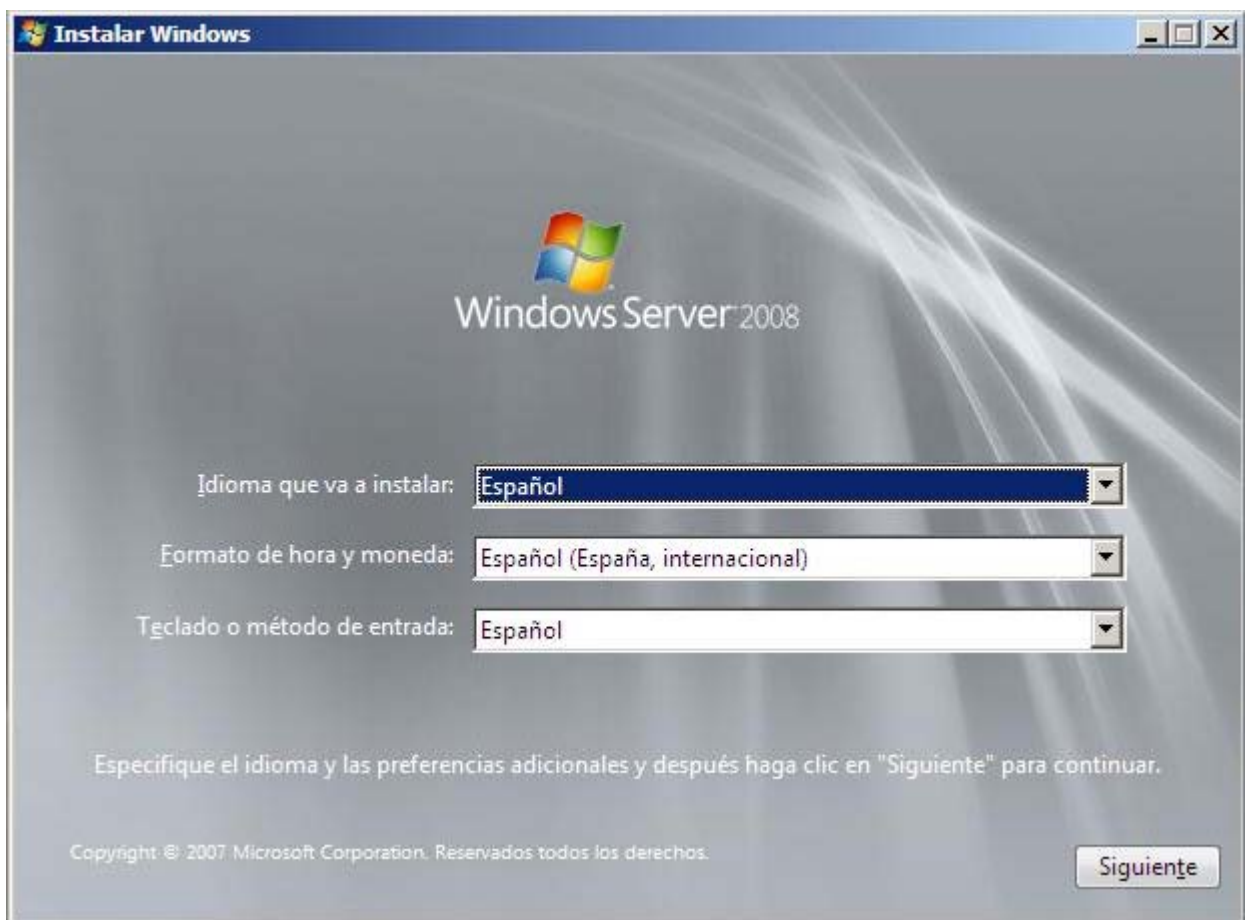 Instalar Windows
Windows Server 2008
Idioma que va a instalar: Español
Formato de hora y moneda: Español (España, internacional)
Teclado o método de entrada: Español
Especifique el idioma y las preferencias adicionales y después haga clic en "Siguiente" para continuar.
Copyright © 2007 Microsoft Corporation. Reservados todos los derechos.
Siguiente